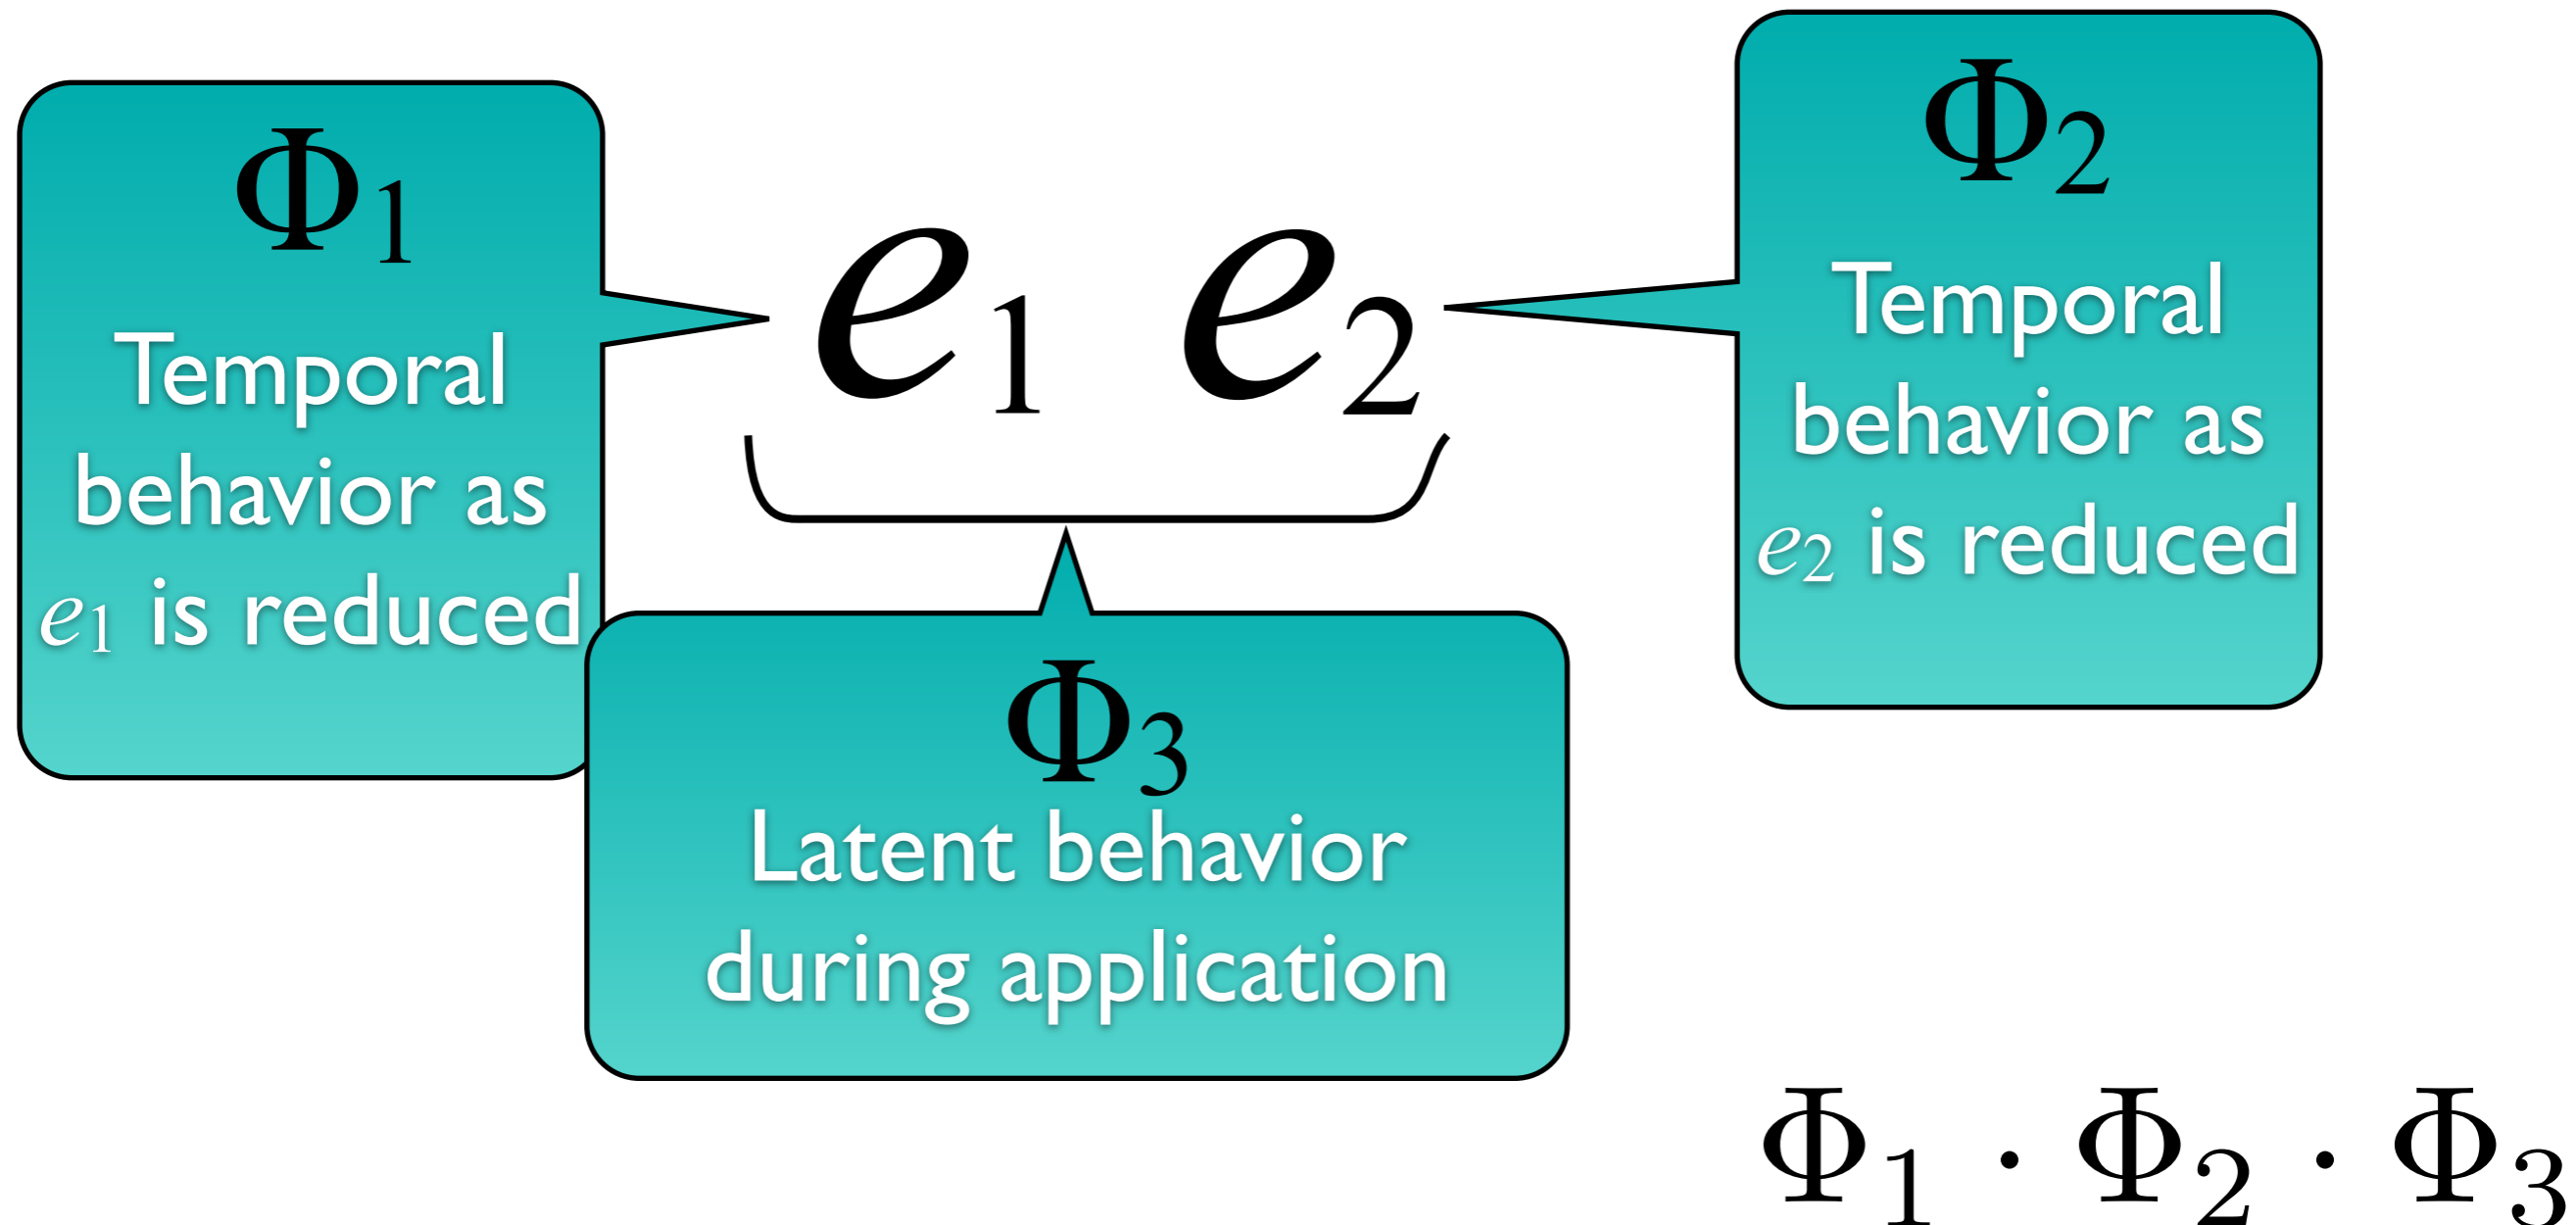 Φ₁
Temporal
behavior as
e₁ is reduced
e₁ e₂
Φ₂
Temporal
behavior as
e₂ is reduced
Φ₃
Latent behavior
during application
Φ₁ · Φ₂ · Φ₃